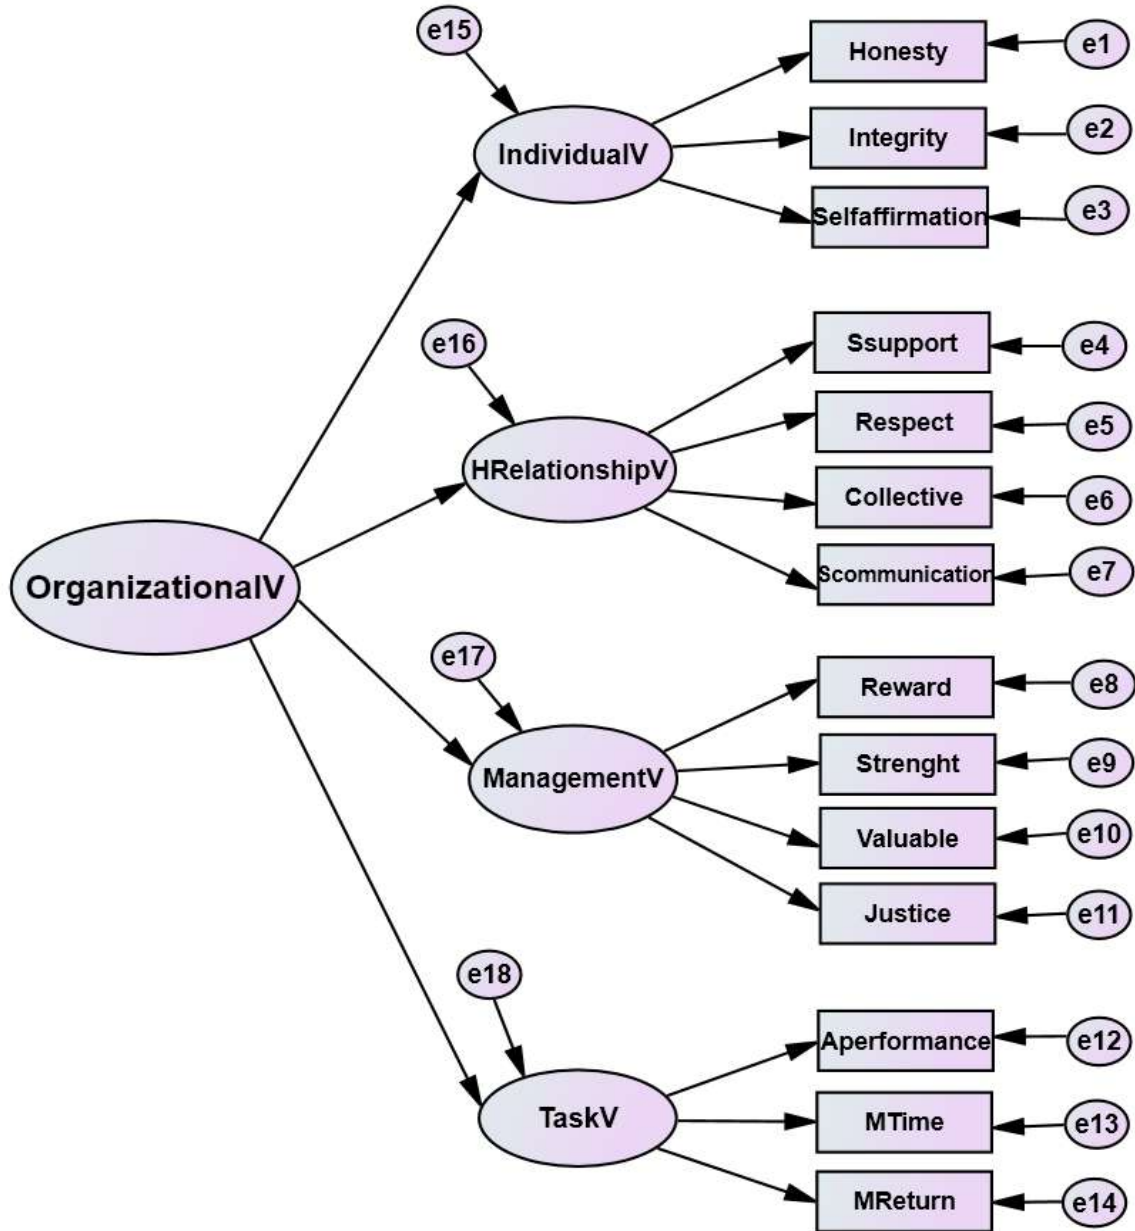 e15
Honesty
e1
IndividualV
Integrity
e2
Selfaffirmation
e3
e16
Ssupport
e4
Respect
e5
HRelationshipV
Collective
e6
Scommunication
e7
OrganizationalV
e17
Reward
e8
ManagementV
Strenght
e9
Valuable
e10
Justice
e11
e18
Aperformance
e12
TaskV
MTime
e13
MReturn
e14